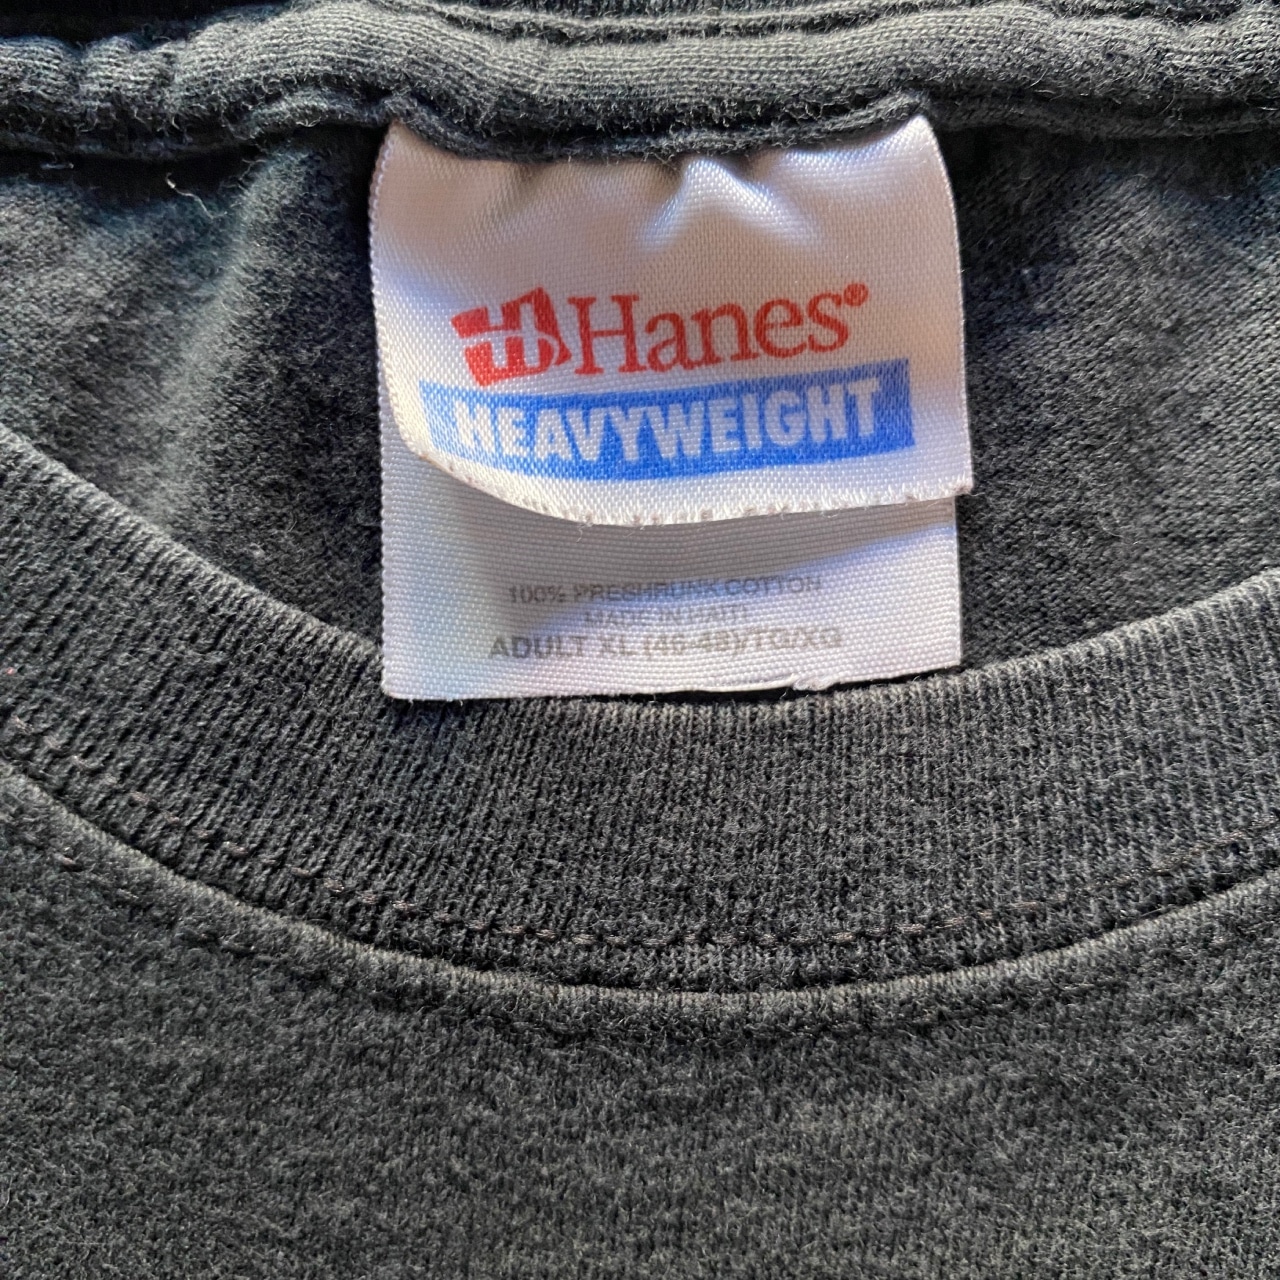 Hanes®
HEAVYWEIGHT
100% PRESHRUNK COTTON
MADE IN HAITI
ADULT XL (46-48)/TG/XG